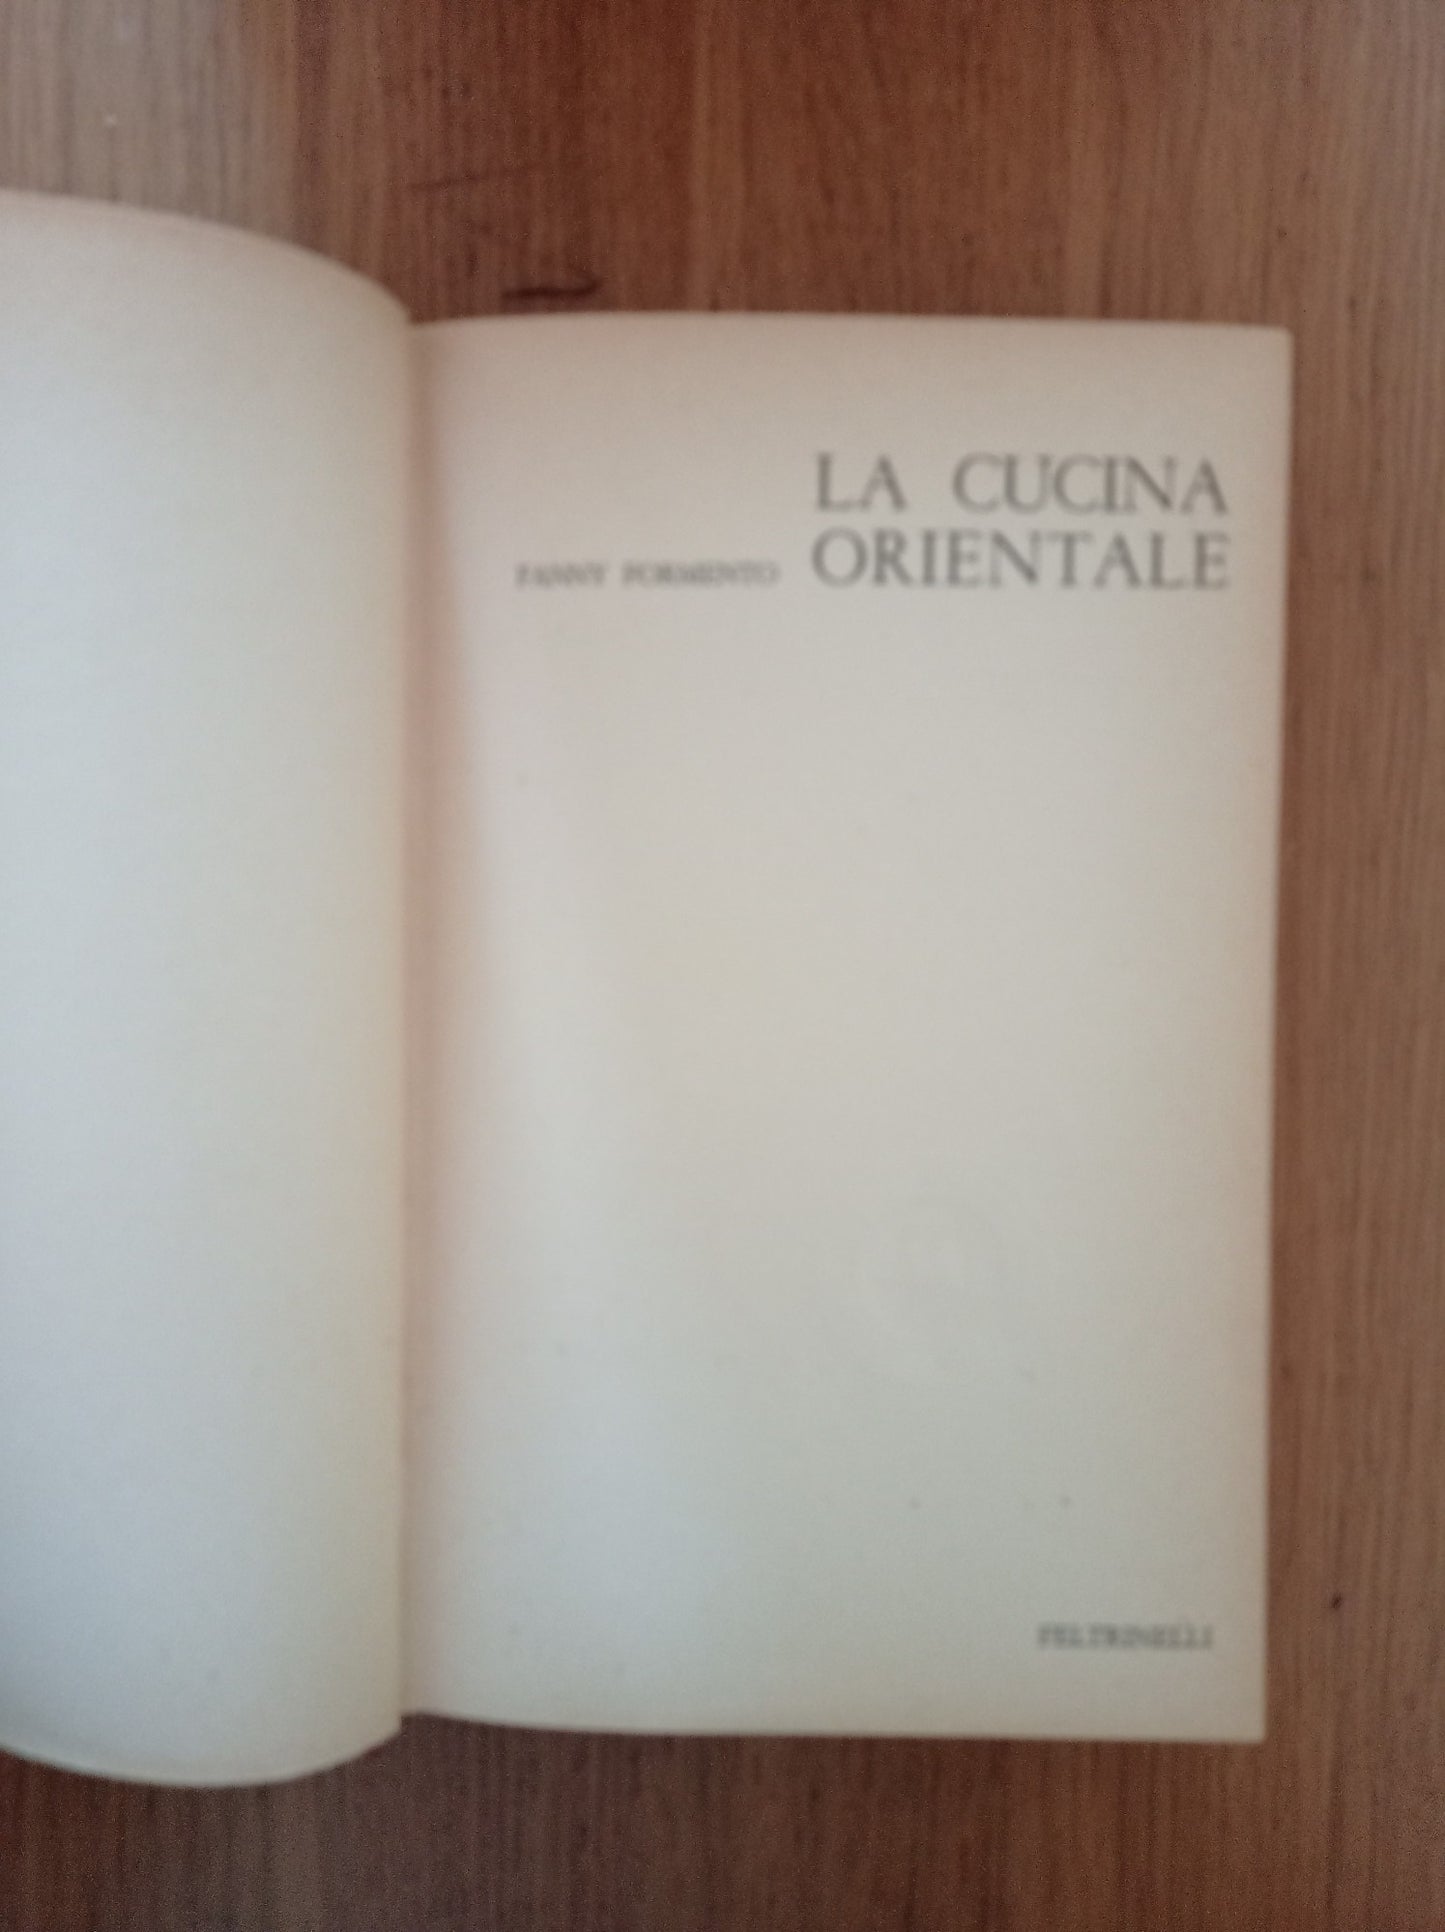 LA CUCINA
FANNY FORMENTO ORIENTALE
FELTRINELLI